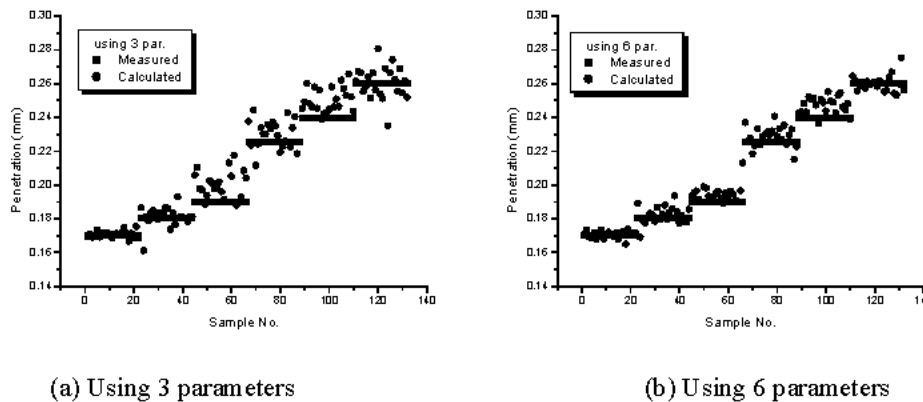 0.30
0.28
0.26
0.24
0.22
0.20
0.18
0.16
0.14
Penetration (mm)
using 3 par.
Measured
Calculated
0 20 40 60 80 100 120 140
Sample No.
(a) Using 3 parameters
0.30
0.28
0.26
0.24
0.22
0.20
0.18
0.16
0.14
Penetration (mm)
using 6 par.
Measured
Calculated
0 20 40 60 80 100 120
Sample No.
(b) Using 6 parameters